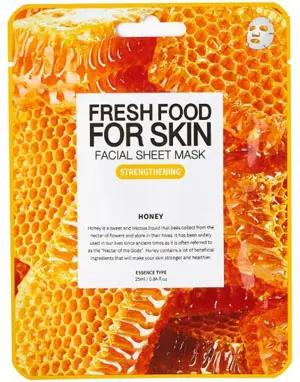 FRESH FOOD
FOR SKIN
FACIAL SHEET MASK
STRENGTHENING
HONEY
Honey is a sweet and viscous liquid that bees collect from the
nectar of flowers and store in their hives. It has been widely
used in our lives since ancient times as it is often referred to
as the "Nectar of the Gods". Honey contains a lot of beneficial
ingredients that will make your skin stronger and healthier.
ESSENCE TYPE
25ml / 0.84 fl.oz